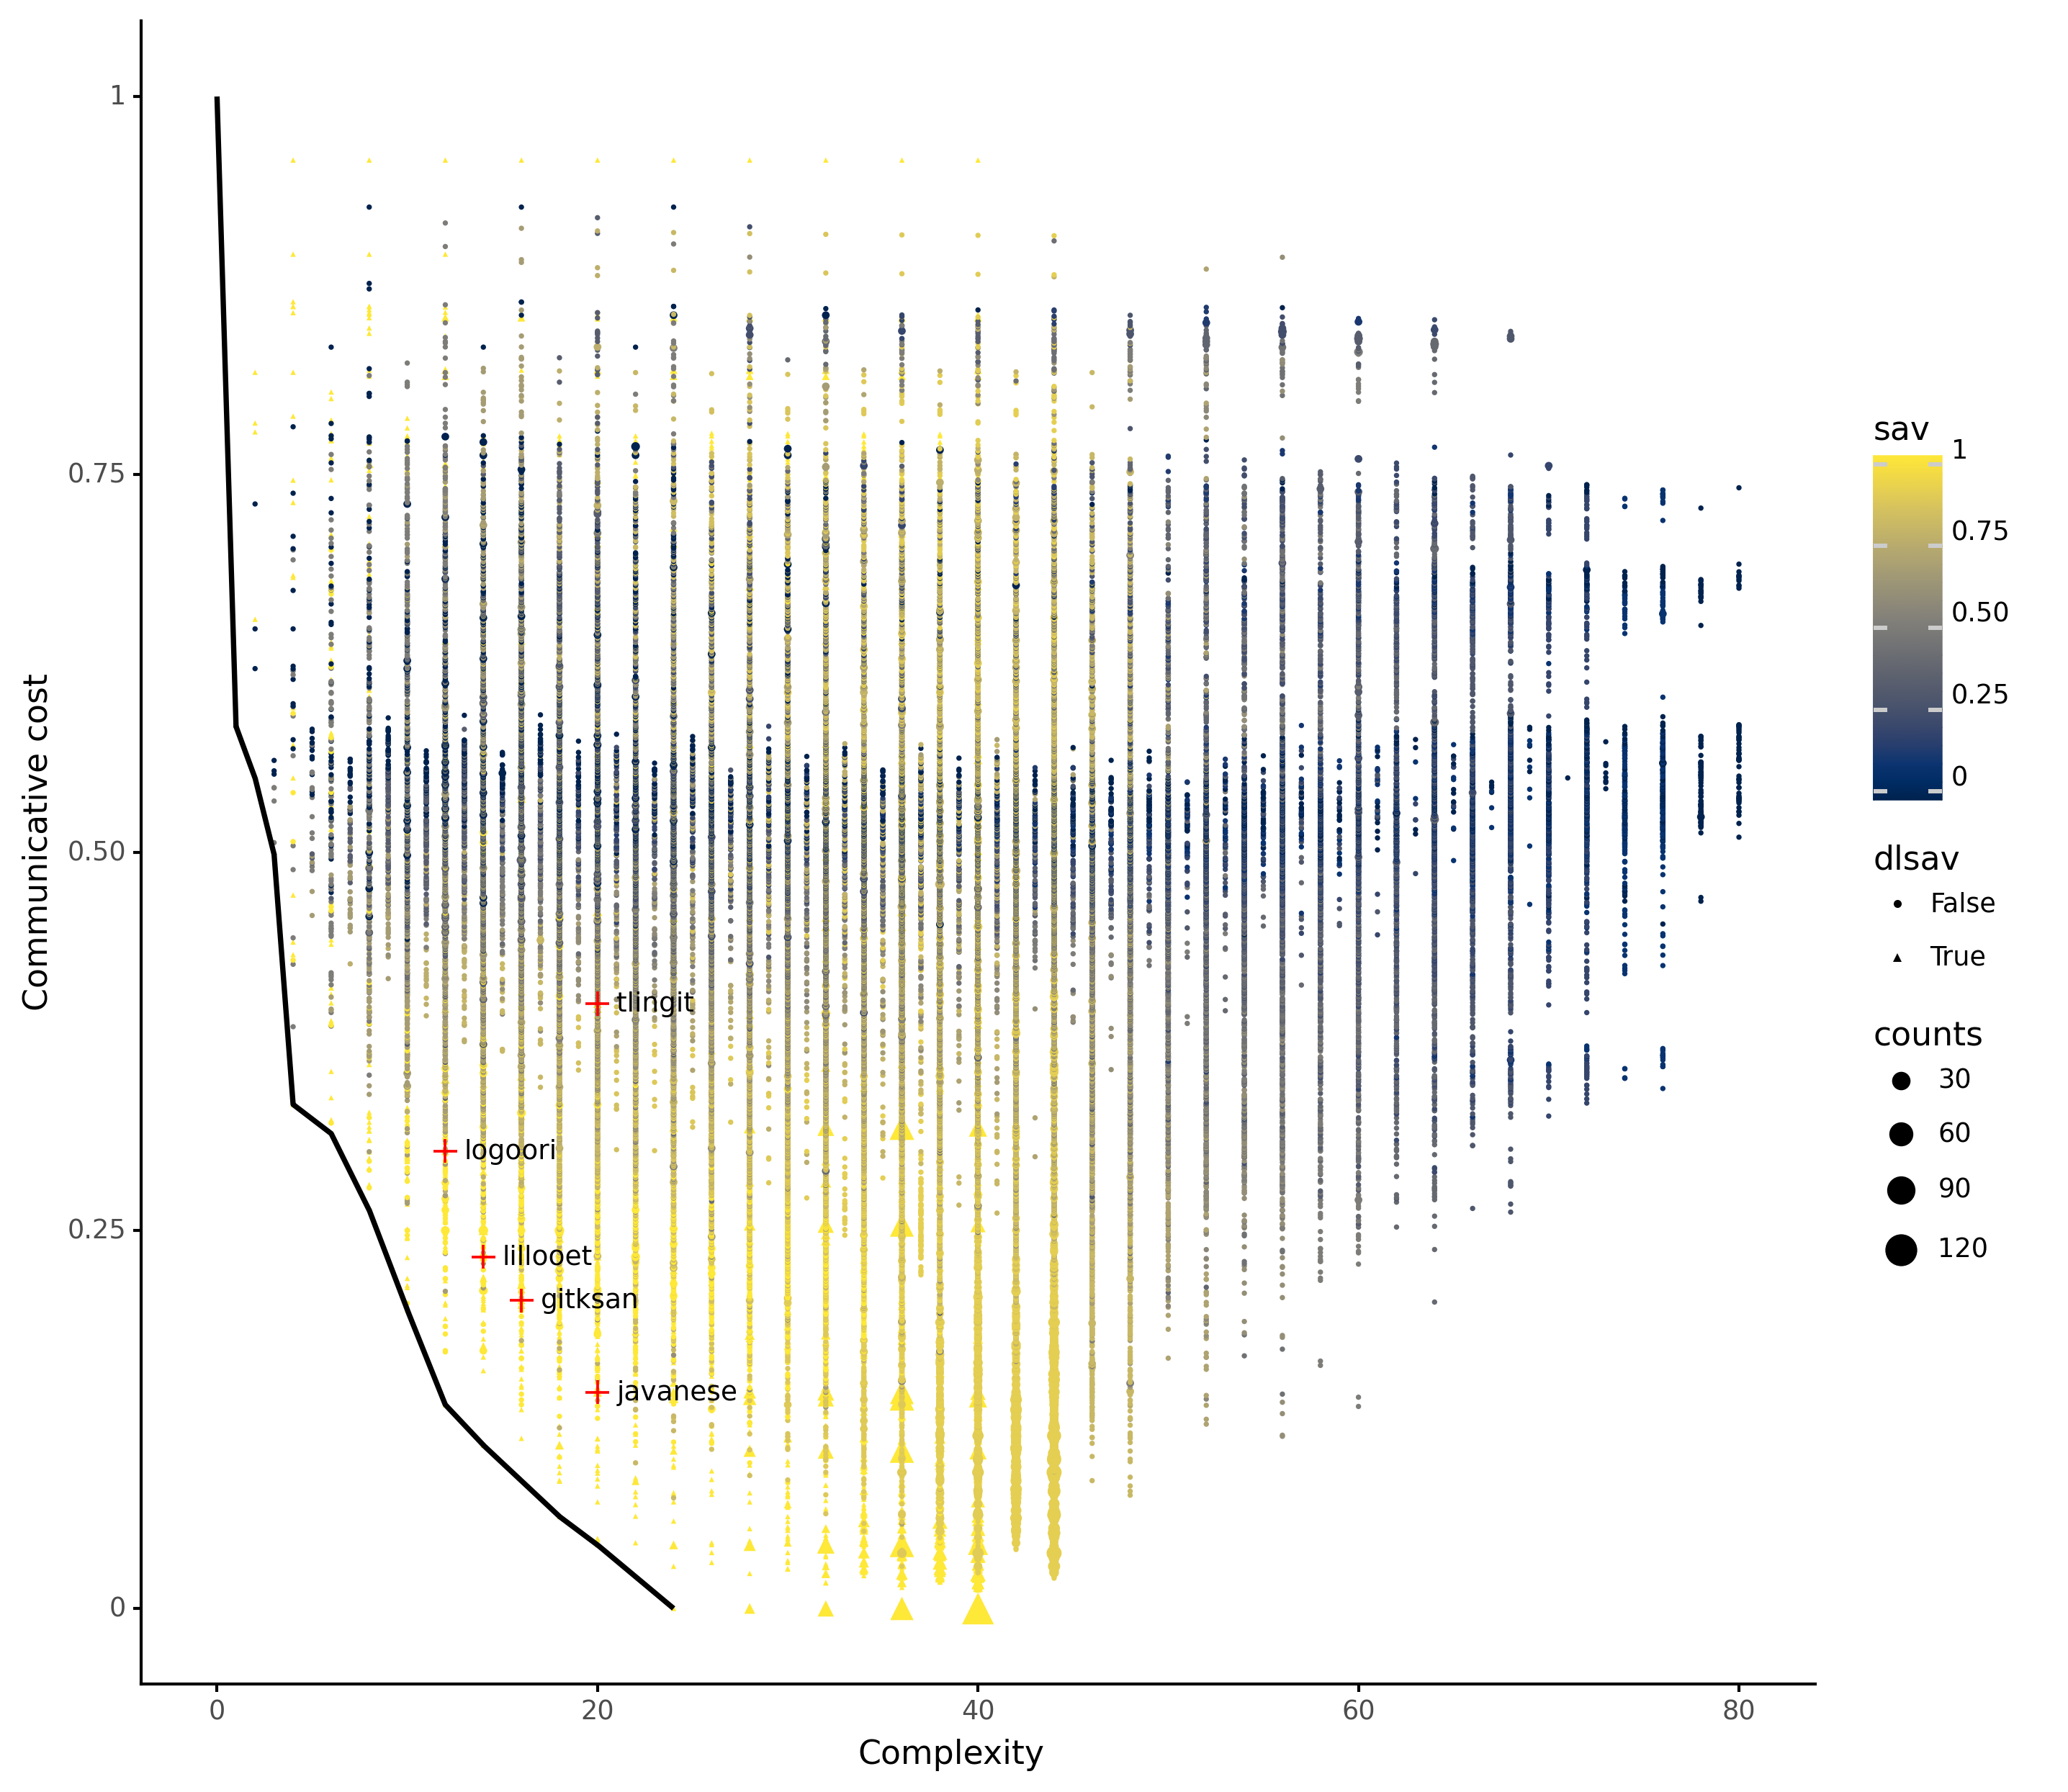 1
0.75
0.50
0.25
0
Communicative cost
0
20
40
60
80
Complexity
tlingit
logoori
lillooet
gitksan
javanese
sav
1
0.75
0.50
0.25
0
dlsav
False
True
counts
30
60
90
120